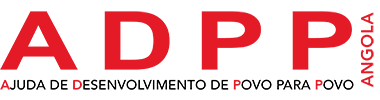 ADPP
ANGOLA
AJUDA DE DESENVOLVIMENTO DE POVO PARA POVO